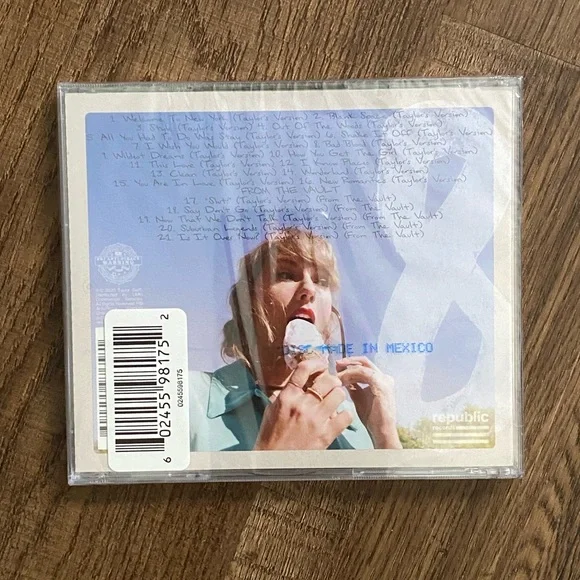 1. Welcome To New York (Taylor's Version) 2. Blank Space (Taylor's Version)
3. Style (Taylor's Version) 4. Out Of The Woods (Taylor's Version)
5. All You Had To Do Was Stay (Taylor's Version) 6. Shake It Off (Taylor's Version)
7. I Wish You Would (Taylor's Version) 8. Bad Blood (Taylor's Version)
9. Wildest Dreams (Taylor's Version) 10. How You Get The Girl (Taylor's Version)
11. This Love (Taylor's Version) 12. I Know Places (Taylor's Version)
13. Clean (Taylor's Version) 14. Wonderland (Taylor's Version)
15. You Are In Love (Taylor's Version) 16. New Romantics (Taylor's Version)
FROM THE VAULT
17. "Slut!" (Taylor's Version) (From The Vault)
18. Say Don't Go (Taylor's Version) (From The Vault)
19. Now That We Don't Talk (Taylor's Version) (From The Vault)
20. Suburban Legends (Taylor's Version) (From The Vault)
21. Is It Over Now? (Taylor's Version) (From The Vault)
WARNING
MADE IN MEXICO
republic
6 02455 98175 2
0245598175